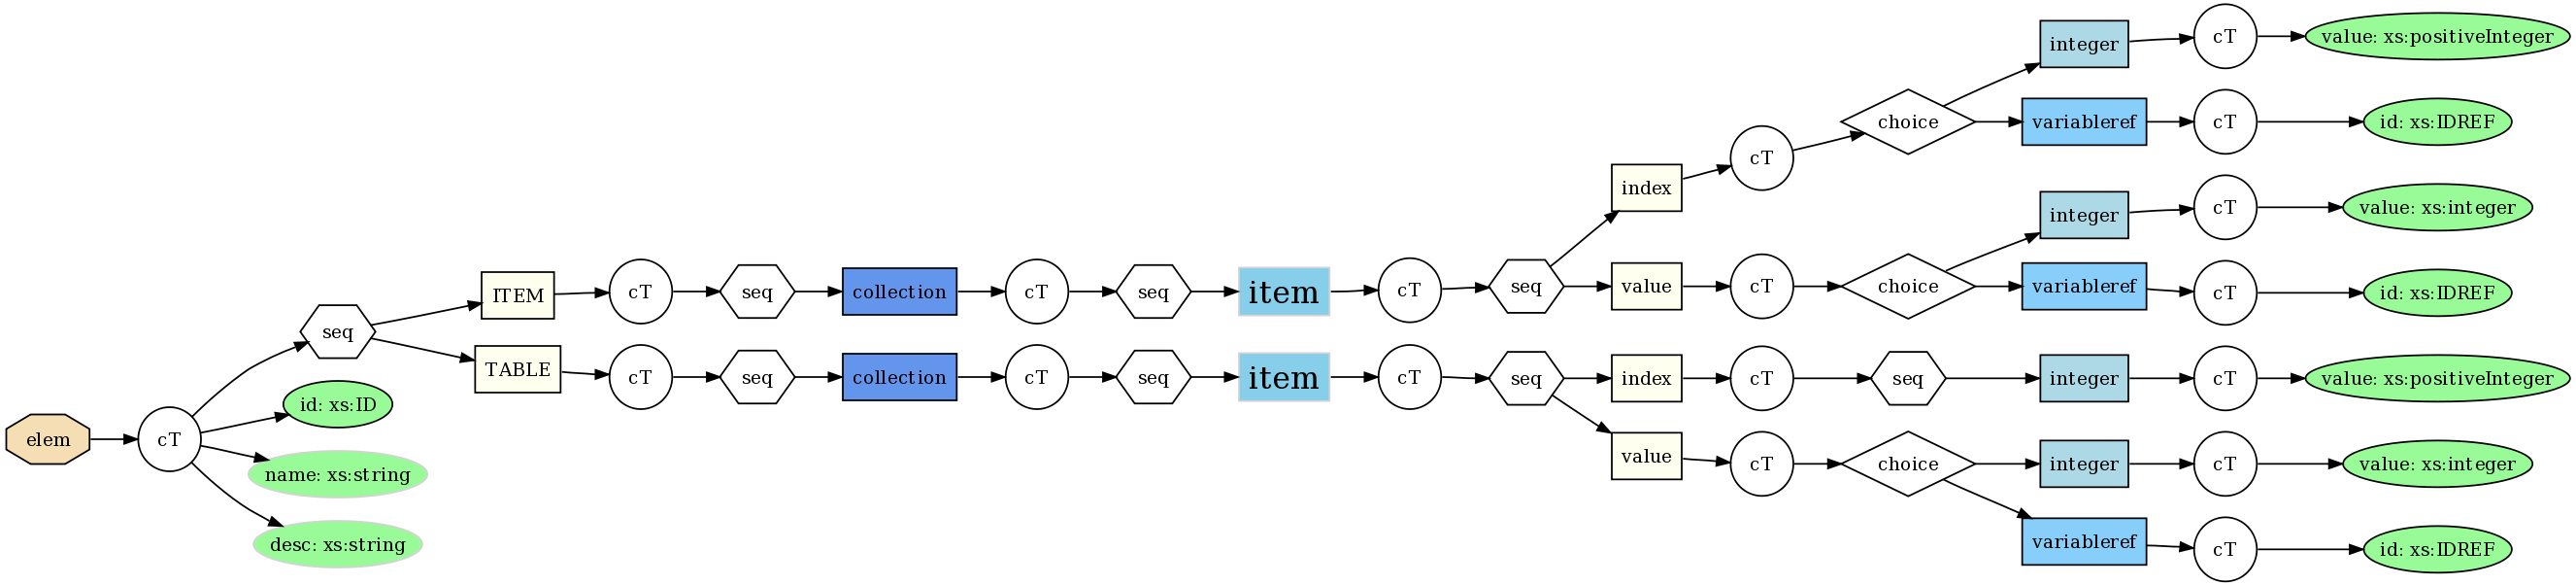 elem
cT
seq
id: xs:ID
name: xs:string
desc: xs:string
ITEM
cT
seq
collection
cT
seq
item
cT
seq
index
cT
choice
integer
cT
value: xs:positiveInteger
variableref
cT
id: xs:IDREF
value
cT
choice
integer
cT
value: xs:integer
variableref
cT
id: xs:IDREF
TABLE
cT
seq
collection
cT
seq
item
cT
seq
index
cT
seq
integer
cT
value: xs:positiveInteger
value
cT
choice
integer
cT
value: xs:integer
variableref
cT
id: xs:IDREF